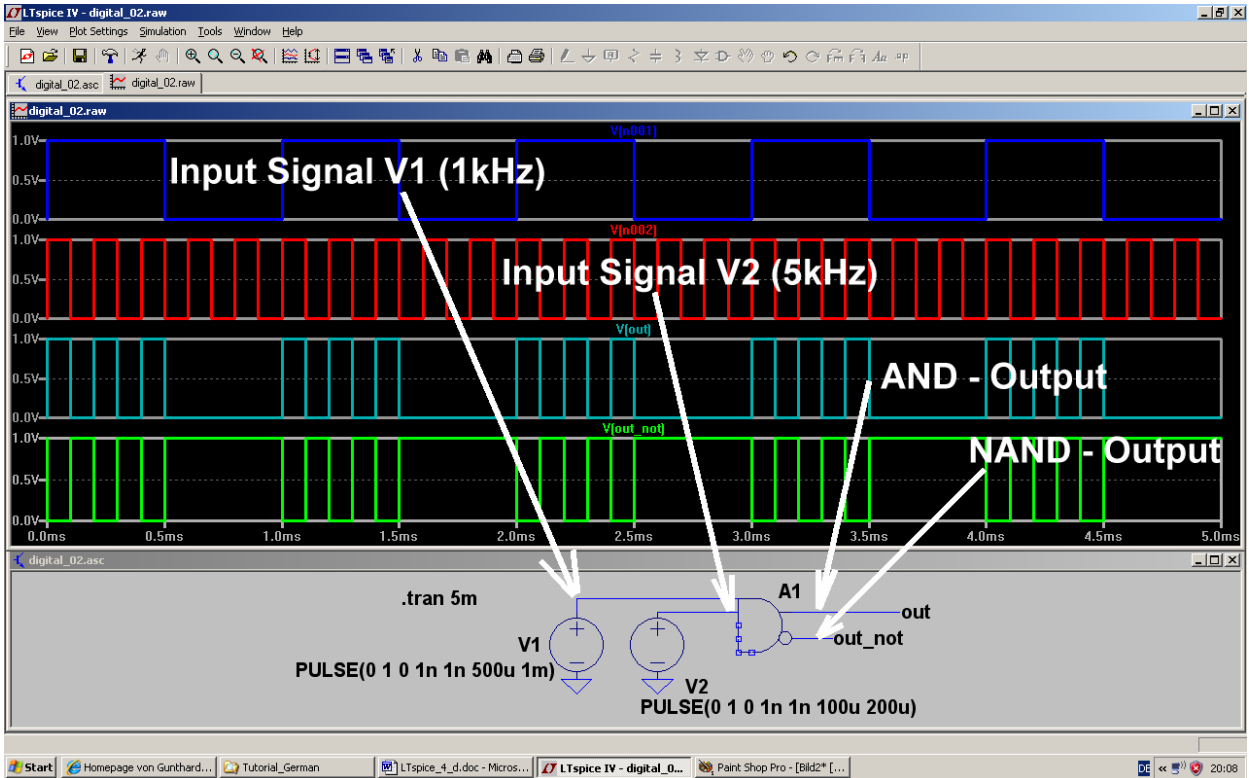 LTspice IV - digital_02.raw
File View Plot Settings Simulation Tools Window Help
digital_02.asc digital_02.raw
digital_02.raw
V(n001)
1.0V
0.5V
0.0V
Input Signal V1 (1kHz)
V(n002)
1.0V
0.5V
0.0V
Input Signal V2 (5kHz)
V(out)
1.0V
0.5V
0.0V
AND - Output
V(out_not)
1.0V
0.5V
0.0V
NAND - Output
0.0ms 0.5ms 1.0ms 1.5ms 2.0ms 2.5ms 3.0ms 3.5ms 4.0ms 4.5ms 5.0ms
digital_02.asc
.tran 5m
A1
out
out_not
V1
PULSE(0 1 0 1n 1n 500u 1m)
V2
PULSE(0 1 0 1n 1n 100u 200u)
Start Homepage von Gunthard... Tutorial_German LTspice_4_d.doc - Micros... LTspice IV - digital_0... Paint Shop Pro - [Bild2* [... DE « 20:08